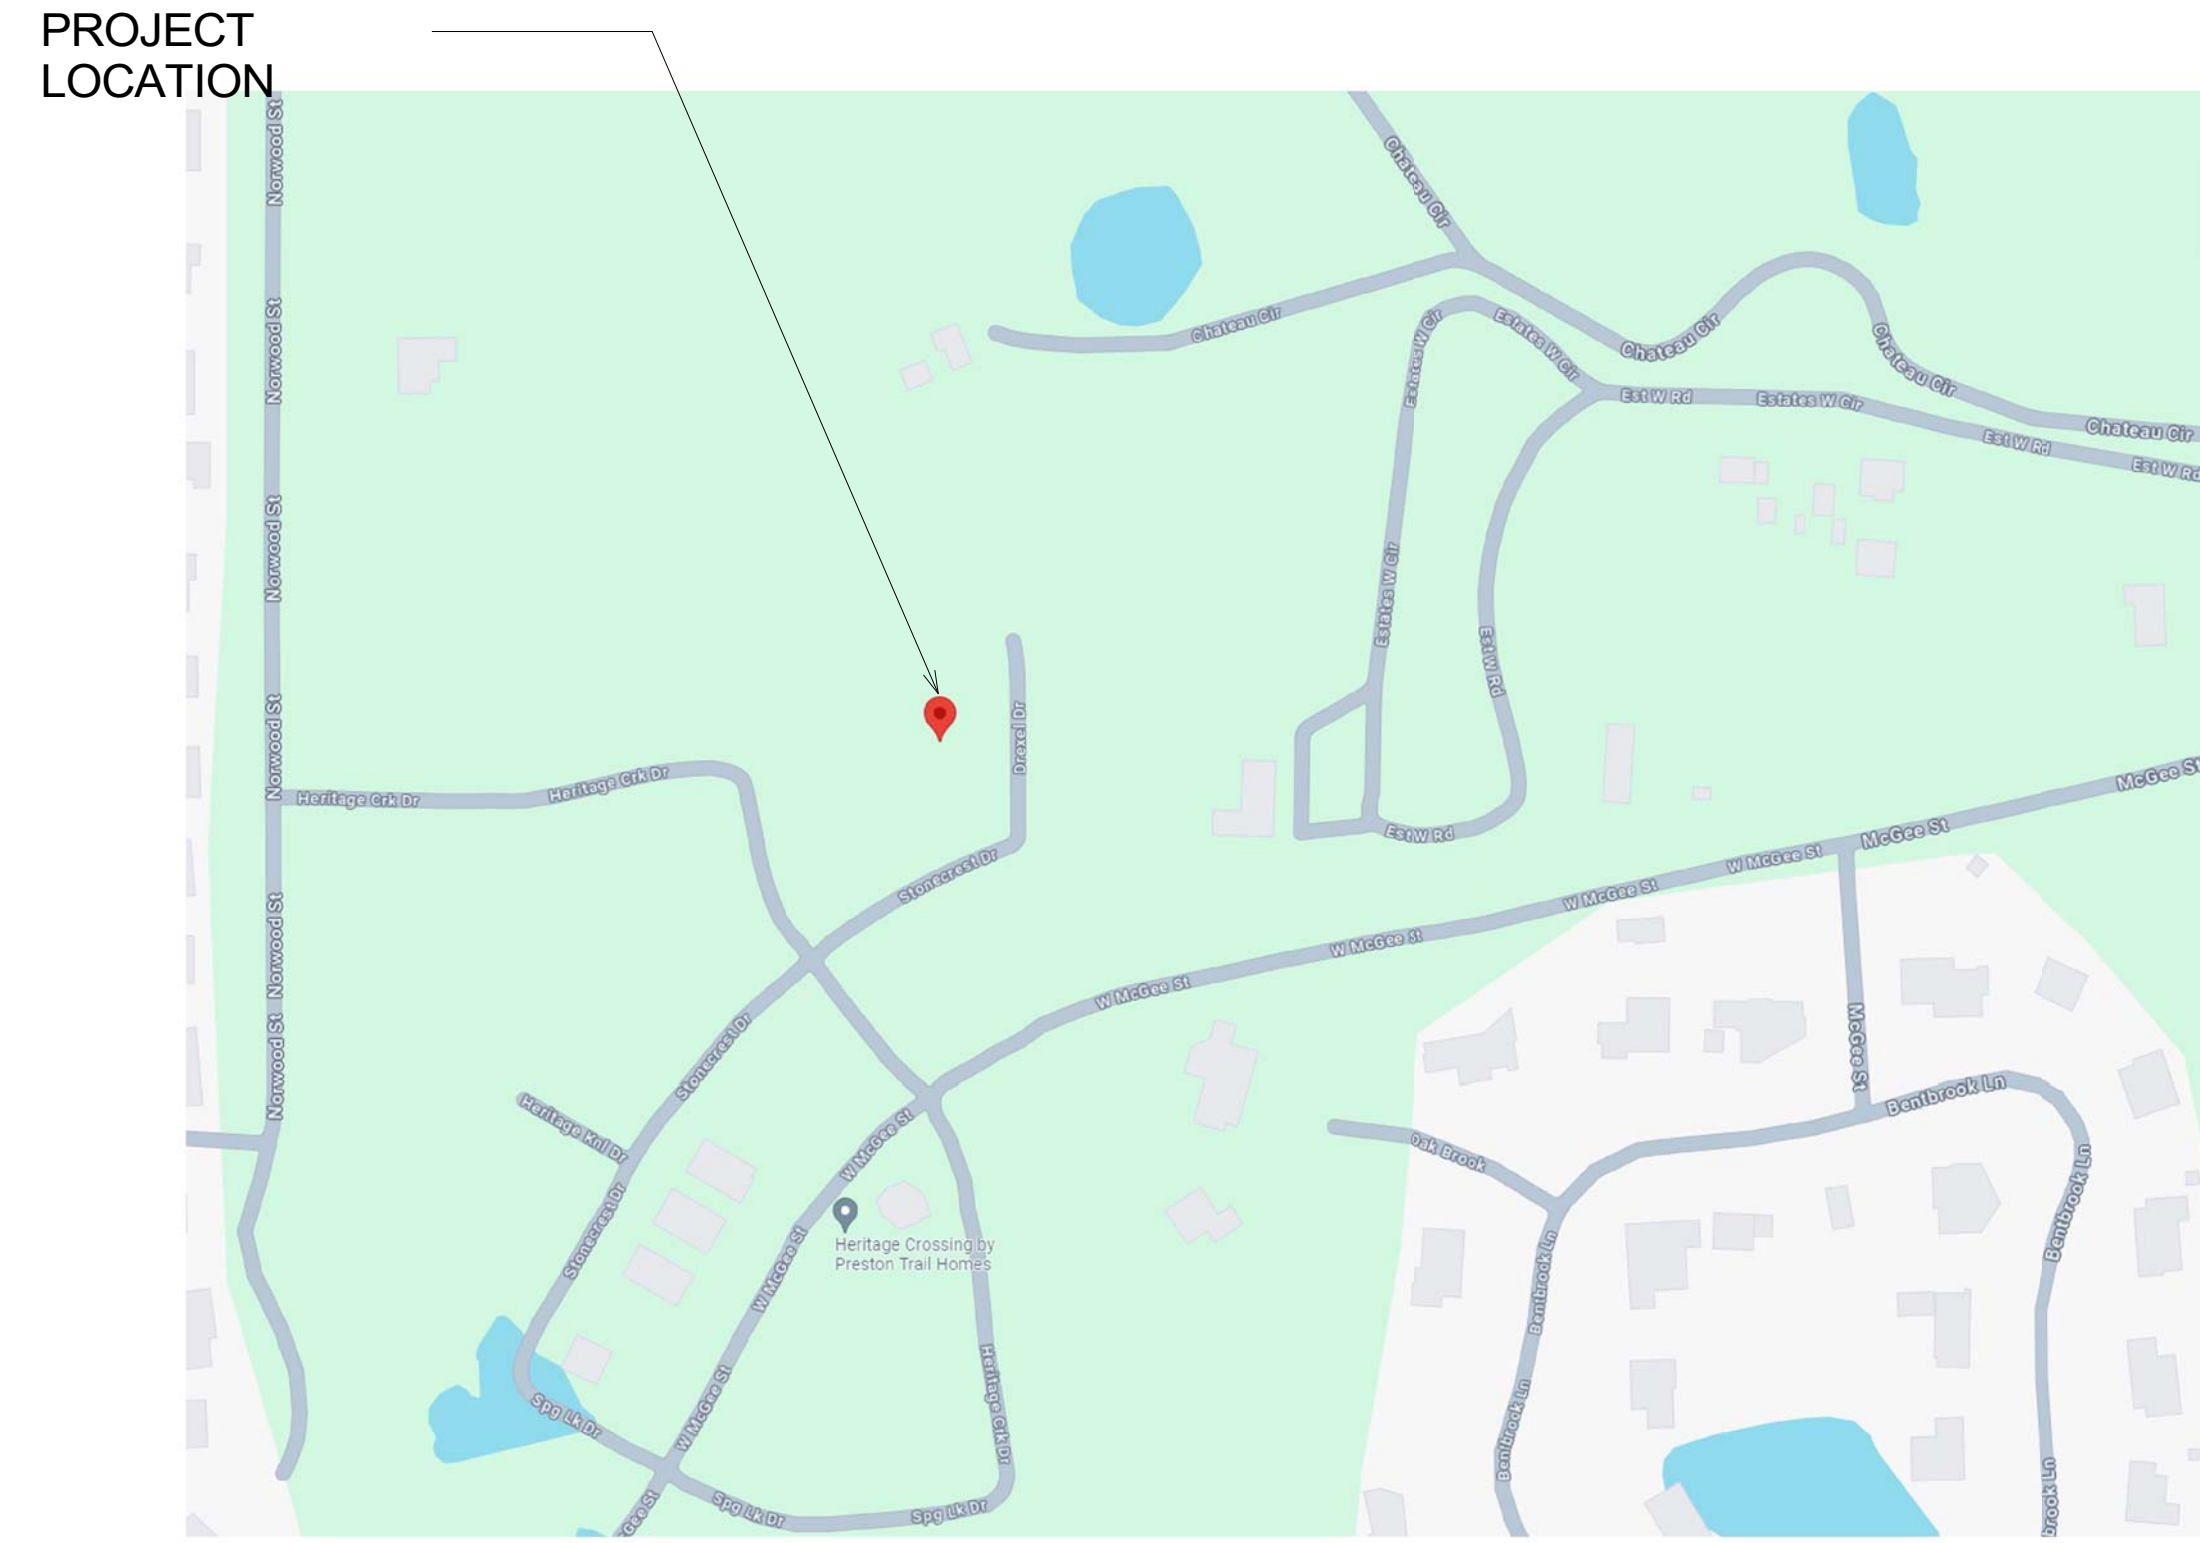 PROJECT
LOCATION
Norwood St
Chateau Cir
Norwood St
Chateau Cir
Estates W Cir
Estates W Cir
Chateau Cir
Chateau Cir
Est W Rd
Estates W Cir
Est W Rd
Chateau Cir
Est W Rd
Norwood St
Estates W Cir
Est W Rd
Norwood St
Drexel Dr
Heritage Crk Dr
Heritage Crk Dr
McGee St
Est W Rd
McGee St
W McGee St
Stonecrest Dr
W McGee St
Norwood St
W McGee St
W McGee St
Norwood St
Stonecrest Dr
McGee St
Heritage Knl Dr
W McGee St
Bentbrook Ln
Oak Brook
Stonecrest Dr
W McGee St
Heritage Crossing by
Preston Trail Homes
Bentbrook Ln
Bentbrook Ln
W McGee St
Spg Lk Dr
Heritage Crk Dr
Bentbrook Ln
Spg Lk Dr
Spg Lk Dr
Gee St
brook Ln